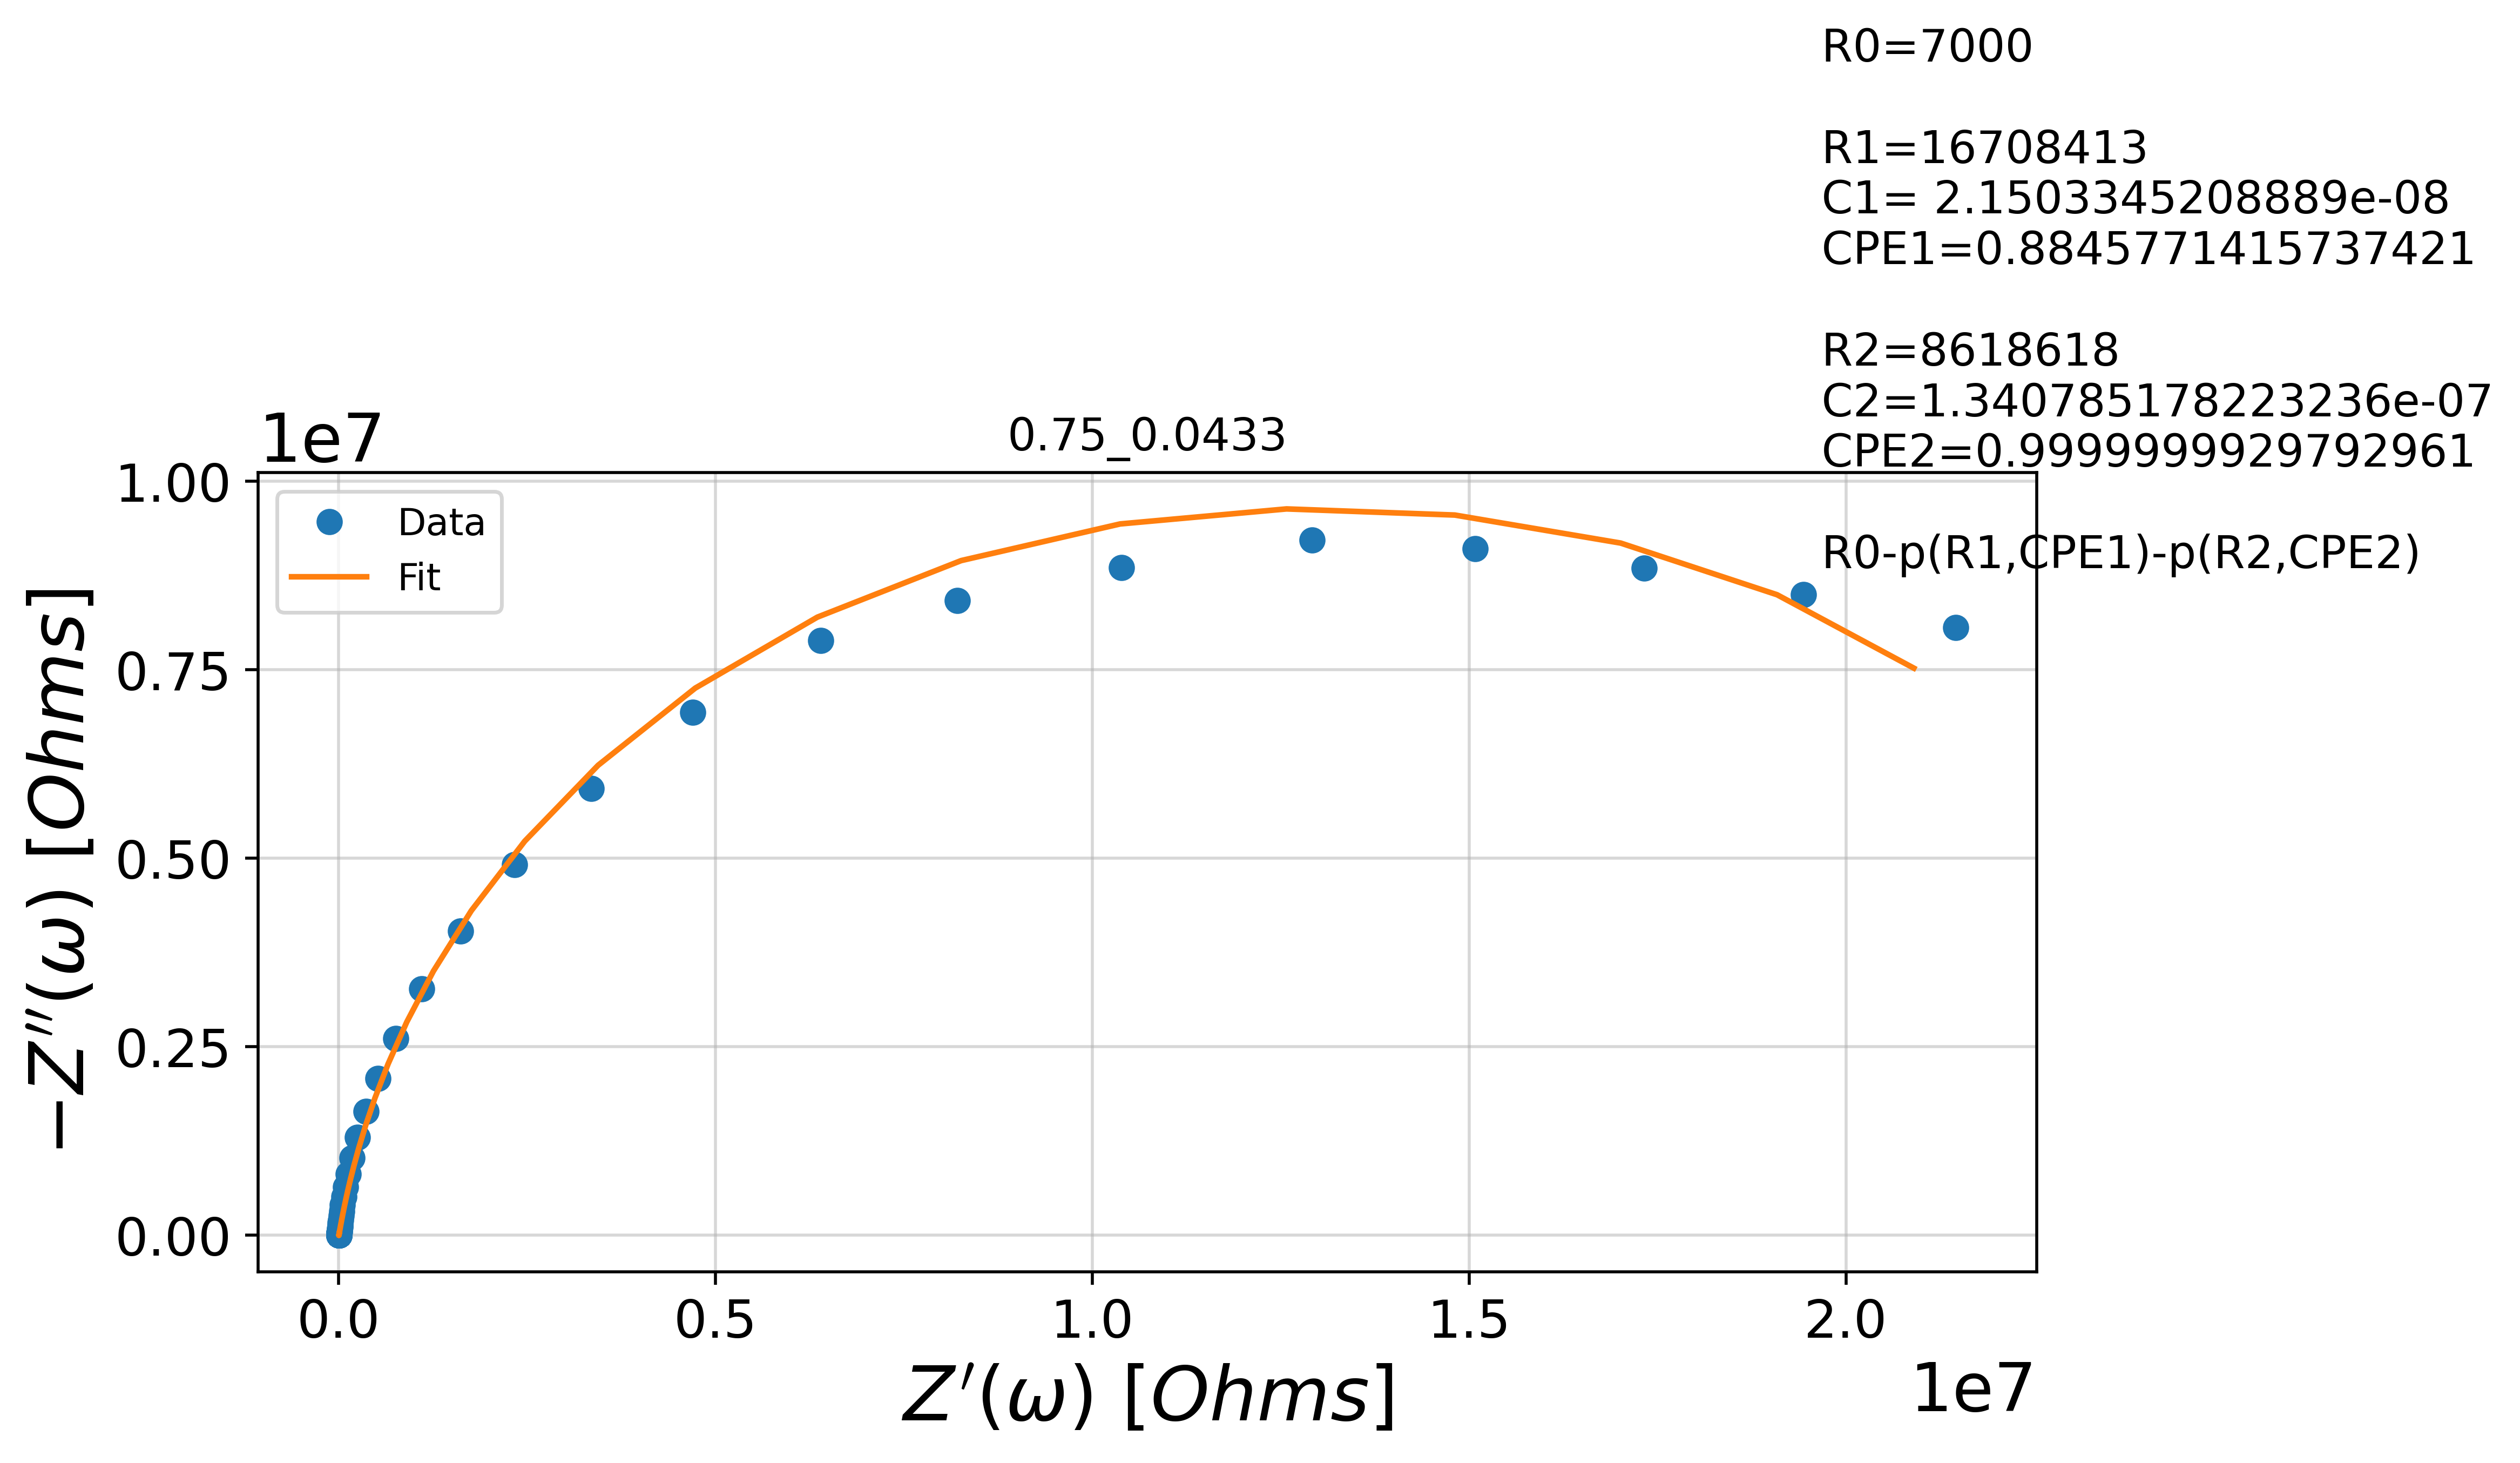 R0=7000
R1=16708413
C1= 2.1503345208889e-08
CPE1=0.8845771415737421
R2=8618618
C2=1.3407851782232​36e-07
CPE2=0.9999999929792961
R0-p(R1,CPE1)-p(R2,CPE2)
1e7
0.75_0.0433
Data
Fit
1.00
0.75
0.50
0.25
0.00
−Z′′(ω) [Ohms]
0.0
0.5
1.0
1.5
2.0
1e7
Z′(ω) [Ohms]